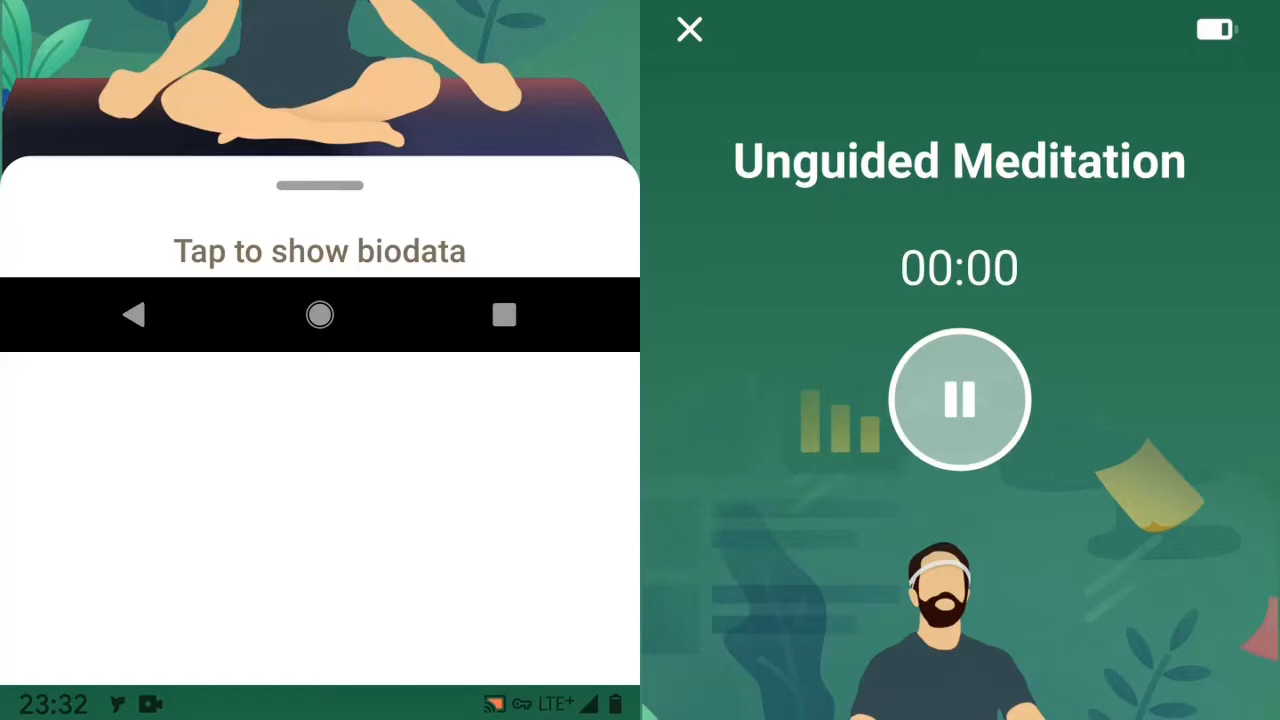 Tap to show biodata
23:32
LTE+
Unguided Meditation
00:00